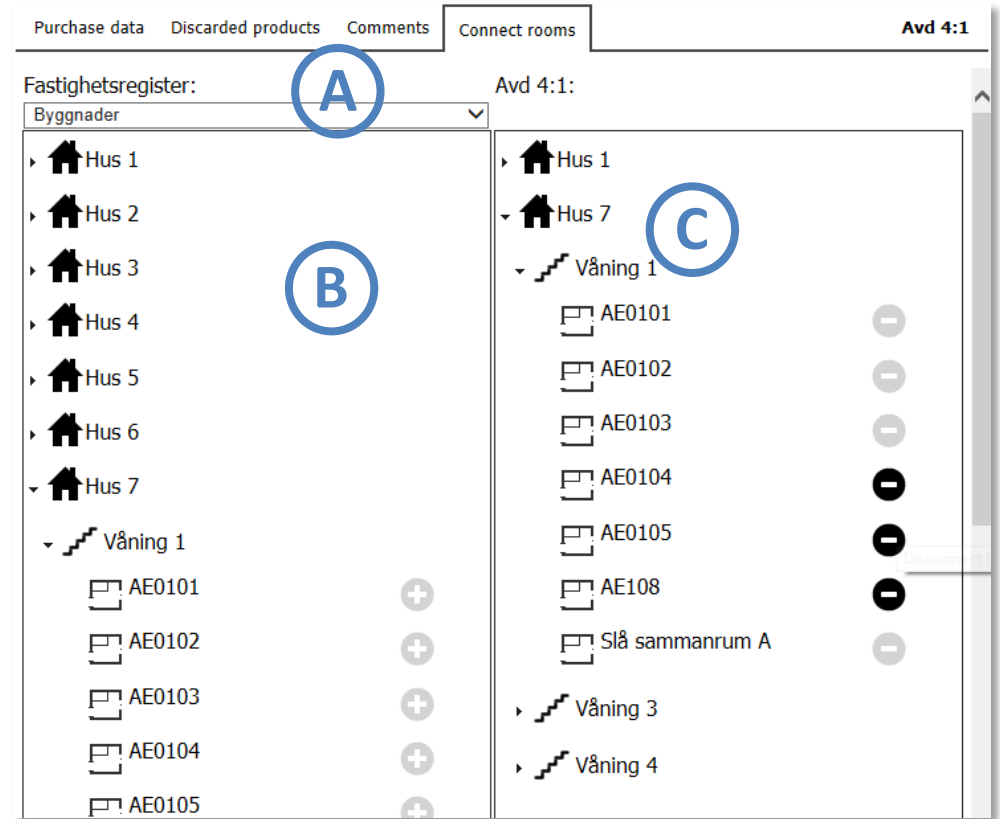 Purchase data Discarded products Comments Connect rooms Avd 4:1
Fastighetsregister:
A
Byggnader
Hus 1
Hus 2
Hus 3
B
Hus 4
Hus 5
Hus 6
Hus 7
Våning 1
AE0101
AE0102
AE0103
AE0104
AE0105
Avd 4:1:
Hus 1
Hus 7
C
Våning 1
AE0101
AE0102
AE0103
AE0104
AE0105
Disconnect
AE108
Slå sammanrum A
Våning 3
Våning 4